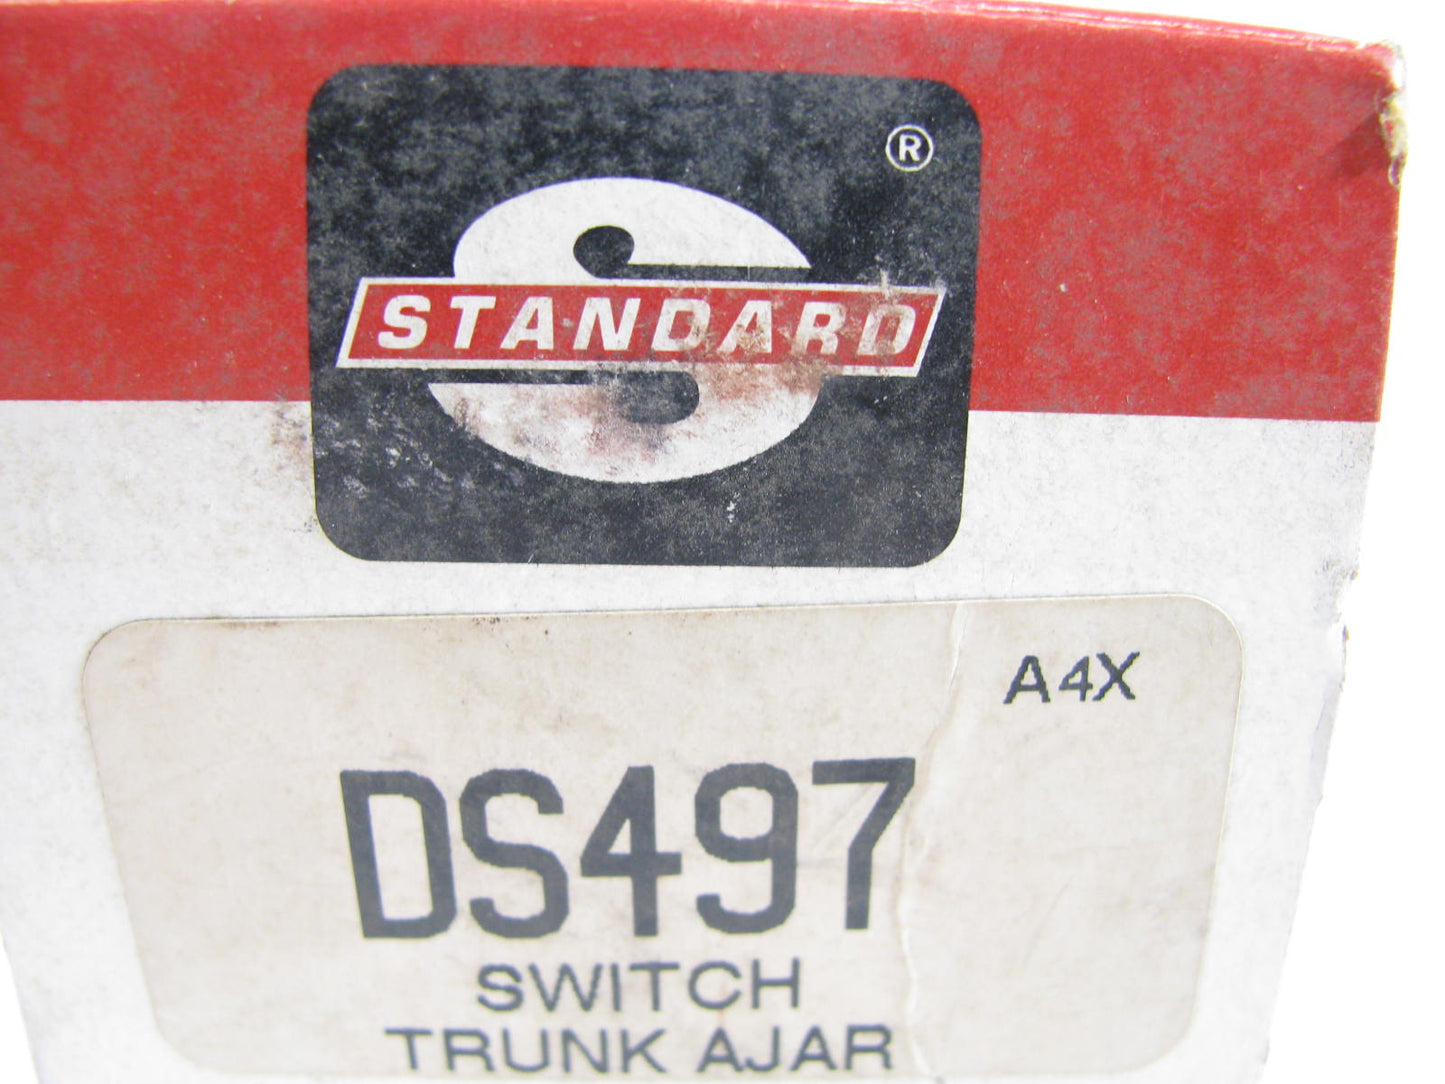 ®
STANDARD
A4X
DS497
SWITCH
TRUNK AJAR